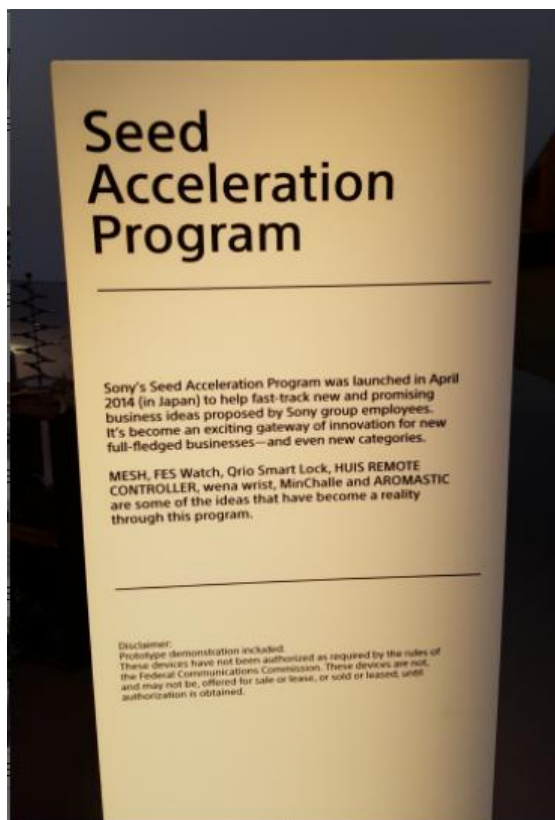 Seed
Acceleration
Program
Sony's Seed Acceleration Program was launched in April
2014 (in Japan) to help fast-track new and promising
business ideas proposed by Sony group employees.
It's become an exciting gateway of innovation for new
full-fledged businesses—and even new categories.
MESH, FES Watch, Qrio Smart Lock, HUIS REMOTE
CONTROLLER, wena wrist, MinChalle and AROMASTIC
are some of the ideas that have become a reality
through this program.
Disclaimer:
Prototype demonstration included.
These devices have not been authorized as required by the rules of
the Federal Communications Commission. These devices are not,
and may not be, offered for sale or lease, or sold or leased, until
authorization is obtained.